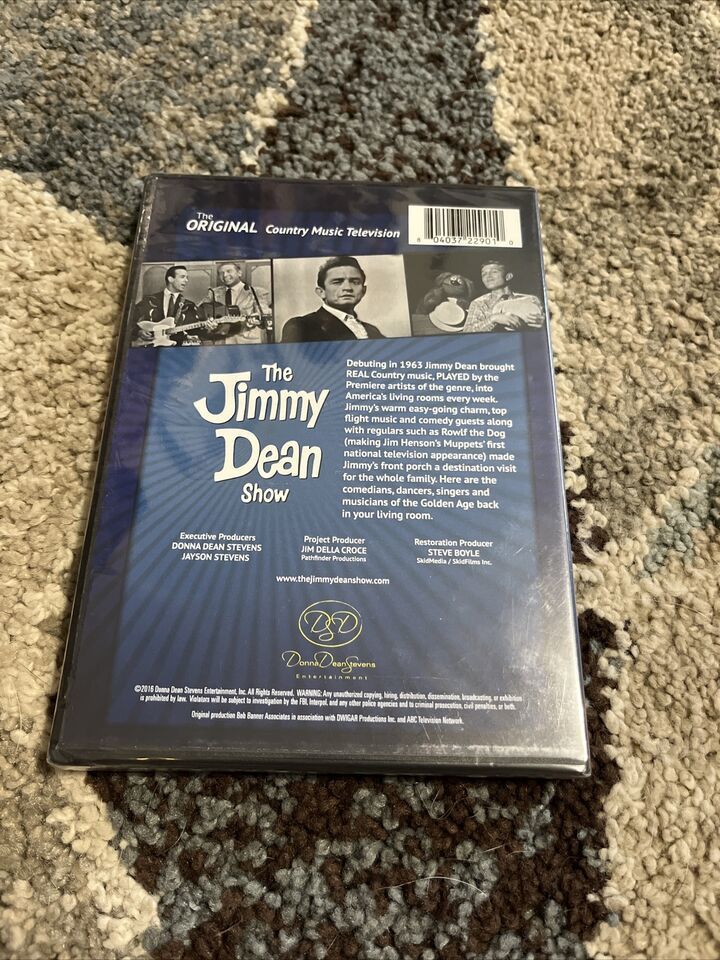 The
ORIGINAL Country Music Television
8 04037 22901 0
The
Jimmy
Dean
Show
Debuting in 1963 Jimmy Dean brought
REAL Country music, PLAYED by the
Premiere artists of the genre, into
America's living rooms every week.
Jimmy's warm easy-going charm, top
flight music and comedy guests along
with regulars such as Rowlf the Dog
(making Jim Henson's Muppets' first
national television appearance) made
Jimmy's front porch a destination visit
for the whole family. Here are the
comedians, dancers, singers and
musicians of the Golden Age back
in your living room.
Executive Producers
DONNA DEAN STEVENS
JAYSON STEVENS
Project Producer
JIM DELLA CROCE
Pathfinder Productions
Restoration Producer
STEVE BOYLE
SkidMedia / SkidFilms Inc.
www.thejimmydeanshow.com
DSD
Donna Dean Stevens
Entertainment
©2016 Donna Dean Stevens Entertainment, Inc. All Rights Reserved. WARNING: Any unauthorized copying, hiring, distribution, dissemination, broadcasting, or exhibition
is prohibited by law. Violators will be subject to investigation by the FBI, Interpol, and any other police agencies and to criminal prosecution, civil penalties, or both.
Original production Bob Banner Associates in association with DWIGAR Productions Inc. and ABC Television Network.